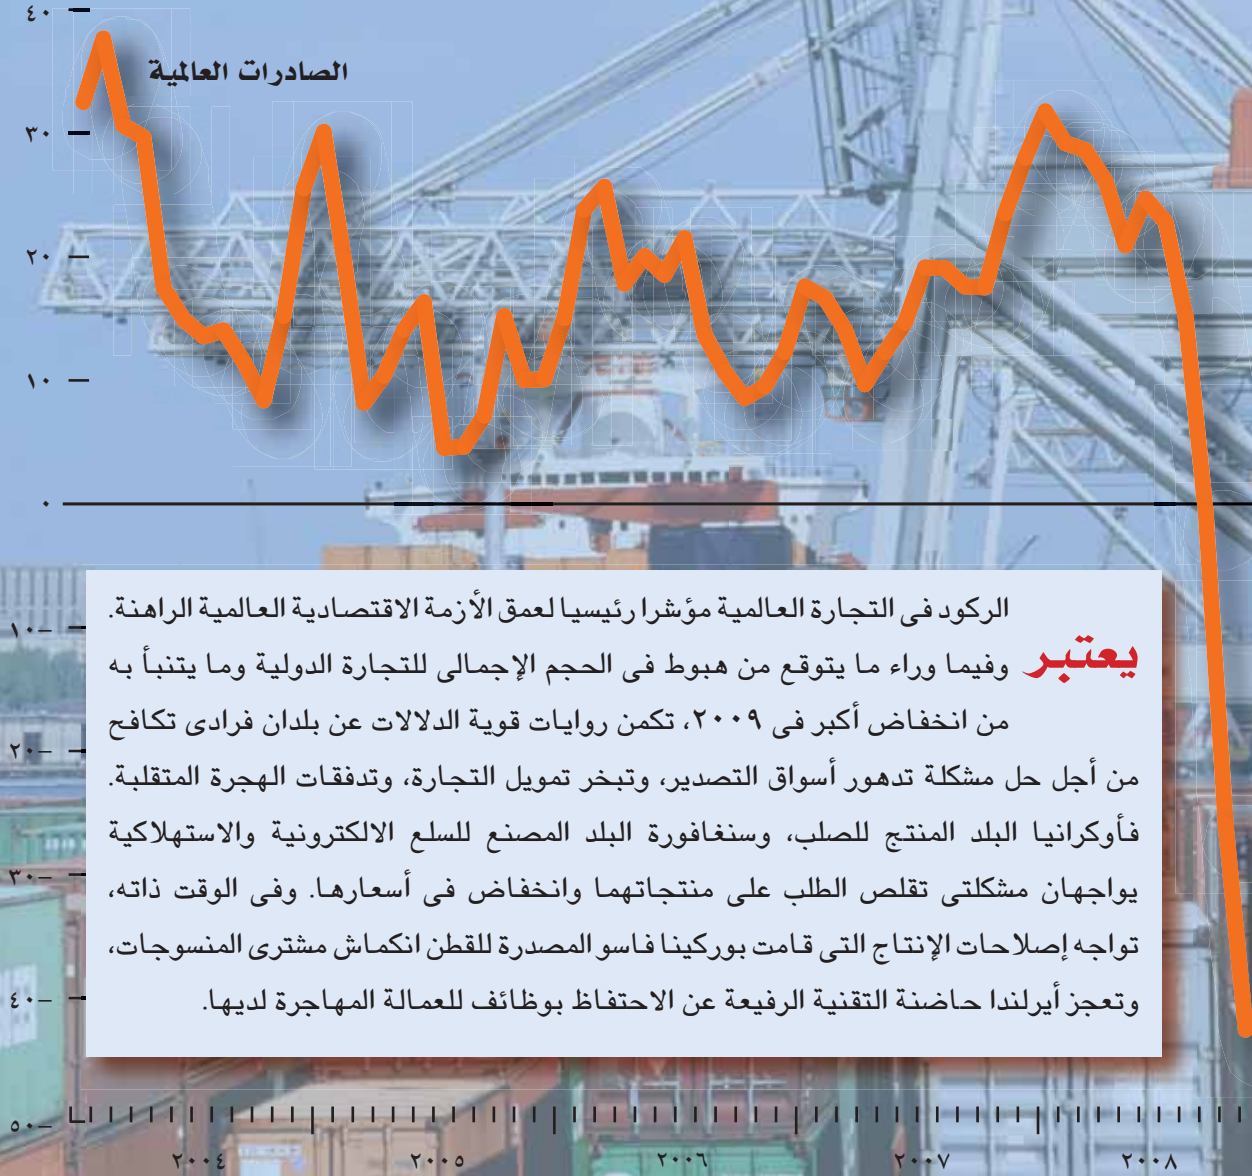 ٤٠
الصادرات العالمية
٣٠
٢٠
١٠
٠
الركود فى التجارة العالمية مؤشرا رئيسيا لعمق الأزمة الاقتصادية العالمية الراهنة.
يعتبر وفيما وراء ما يتوقع من هبوط فى الحجم الإجمالى للتجارة الدولية وما يتنبأ به
من انخفاض أكبر فى ٢٠٠٩، تكمن روايات قوية الدلالات عن بلدان فرادى تكافح
من أجل حل مشكلة تدهور أسواق التصدير، وتبخر تمويل التجارة، وتدفقات الهجرة المتقلبة.
فأوكرانيا البلد المنتج للصلب، وسنغافورة البلد المصنع للسلع الالكترونية والاستهلاكية
يواجهان مشكلتى تقلص الطلب على منتجاتهما وانخفاض فى أسعارها. وفى الوقت ذاته،
تواجه إصلاحات الإنتاج التى قامت بوركينا فاسو المصدرة للقطن انكماش مشترى المنسوجات،
وتعجز أيرلندا حاضنة التقنية الرفيعة عن الاحتفاظ بوظائف للعمالة المهاجرة لديها.
١٠–
٢٠–
٣٠–
٤٠–
٥٠–
٢٠٠٤ ٢٠٠٥ ٢٠٠٦ ٢٠٠٧ ٢٠٠٨